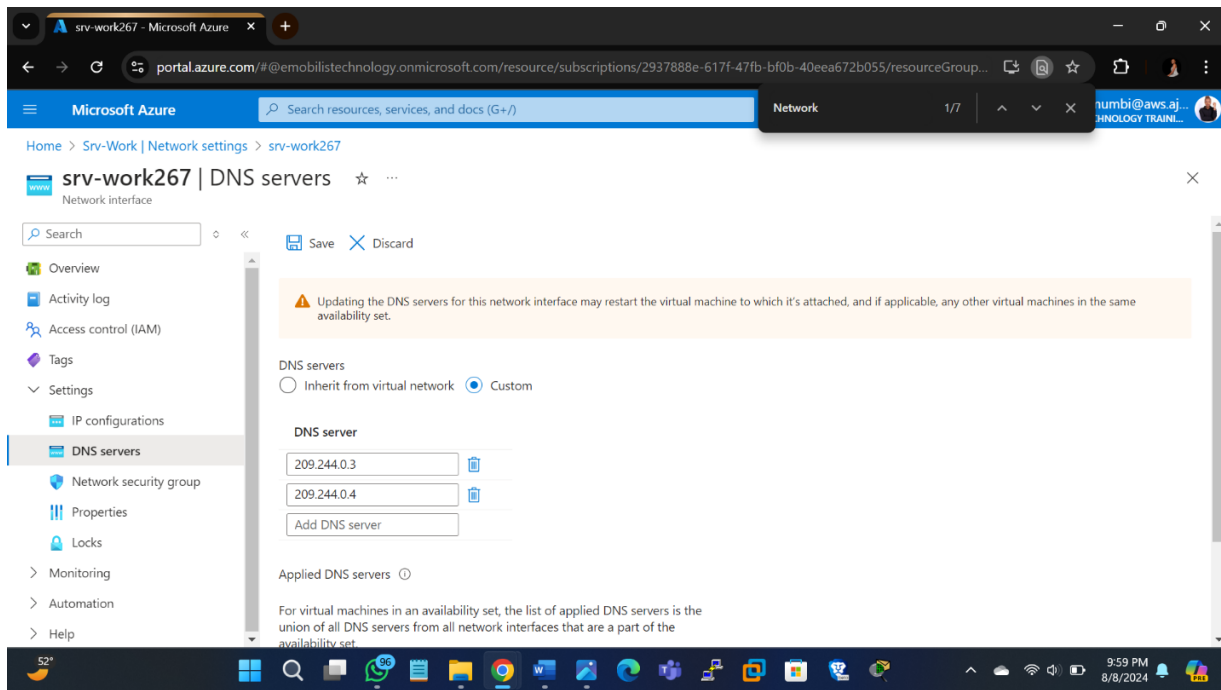 srv-work267 - Microsoft Azure
portal.azure.com/#@emobilistechnology.onmicrosoft.com/resource/subscriptions/2937888e-617f-47fb-bf0b-40eea672b055/resourceGroup...
Microsoft Azure
Search resources, services, and docs (G+/)
Network 1/7
numbi@aws.aj...
CHNOLOGY TRAINI...
Home > Srv-Work | Network settings > srv-work267
srv-work267 | DNS servers
Network interface
Search
Save
Discard
Overview
Activity log
Access control (IAM)
Tags
Settings
IP configurations
DNS servers
Network security group
Properties
Locks
Monitoring
Automation
Help
Updating the DNS servers for this network interface may restart the virtual machine to which it's attached, and if applicable, any other virtual machines in the same
availability set.
DNS servers
Inherit from virtual network
Custom
DNS server
209.244.0.3
209.244.0.4
Add DNS server
Applied DNS servers
For virtual machines in an availability set, the list of applied DNS servers is the
union of all DNS servers from all network interfaces that are a part of the
availability set.
52°
96
9:59 PM
8/8/2024
PRE